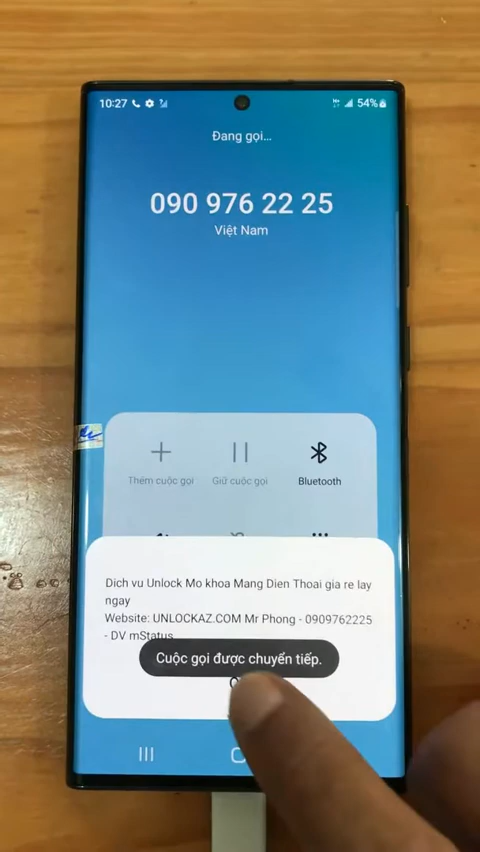 10:27
54%
Đang gọi...
090 976 22 25
Việt Nam
Thêm cuộc gọi
Giữ cuộc gọi
Bluetooth
Dich vu Unlock Mo khoa Mang Dien Thoai gia re lay
ngay
Website: UNLOCKAZ.COM Mr Phong - 0909762225
- DV mStatus
Cuộc gọi được chuyển tiếp.